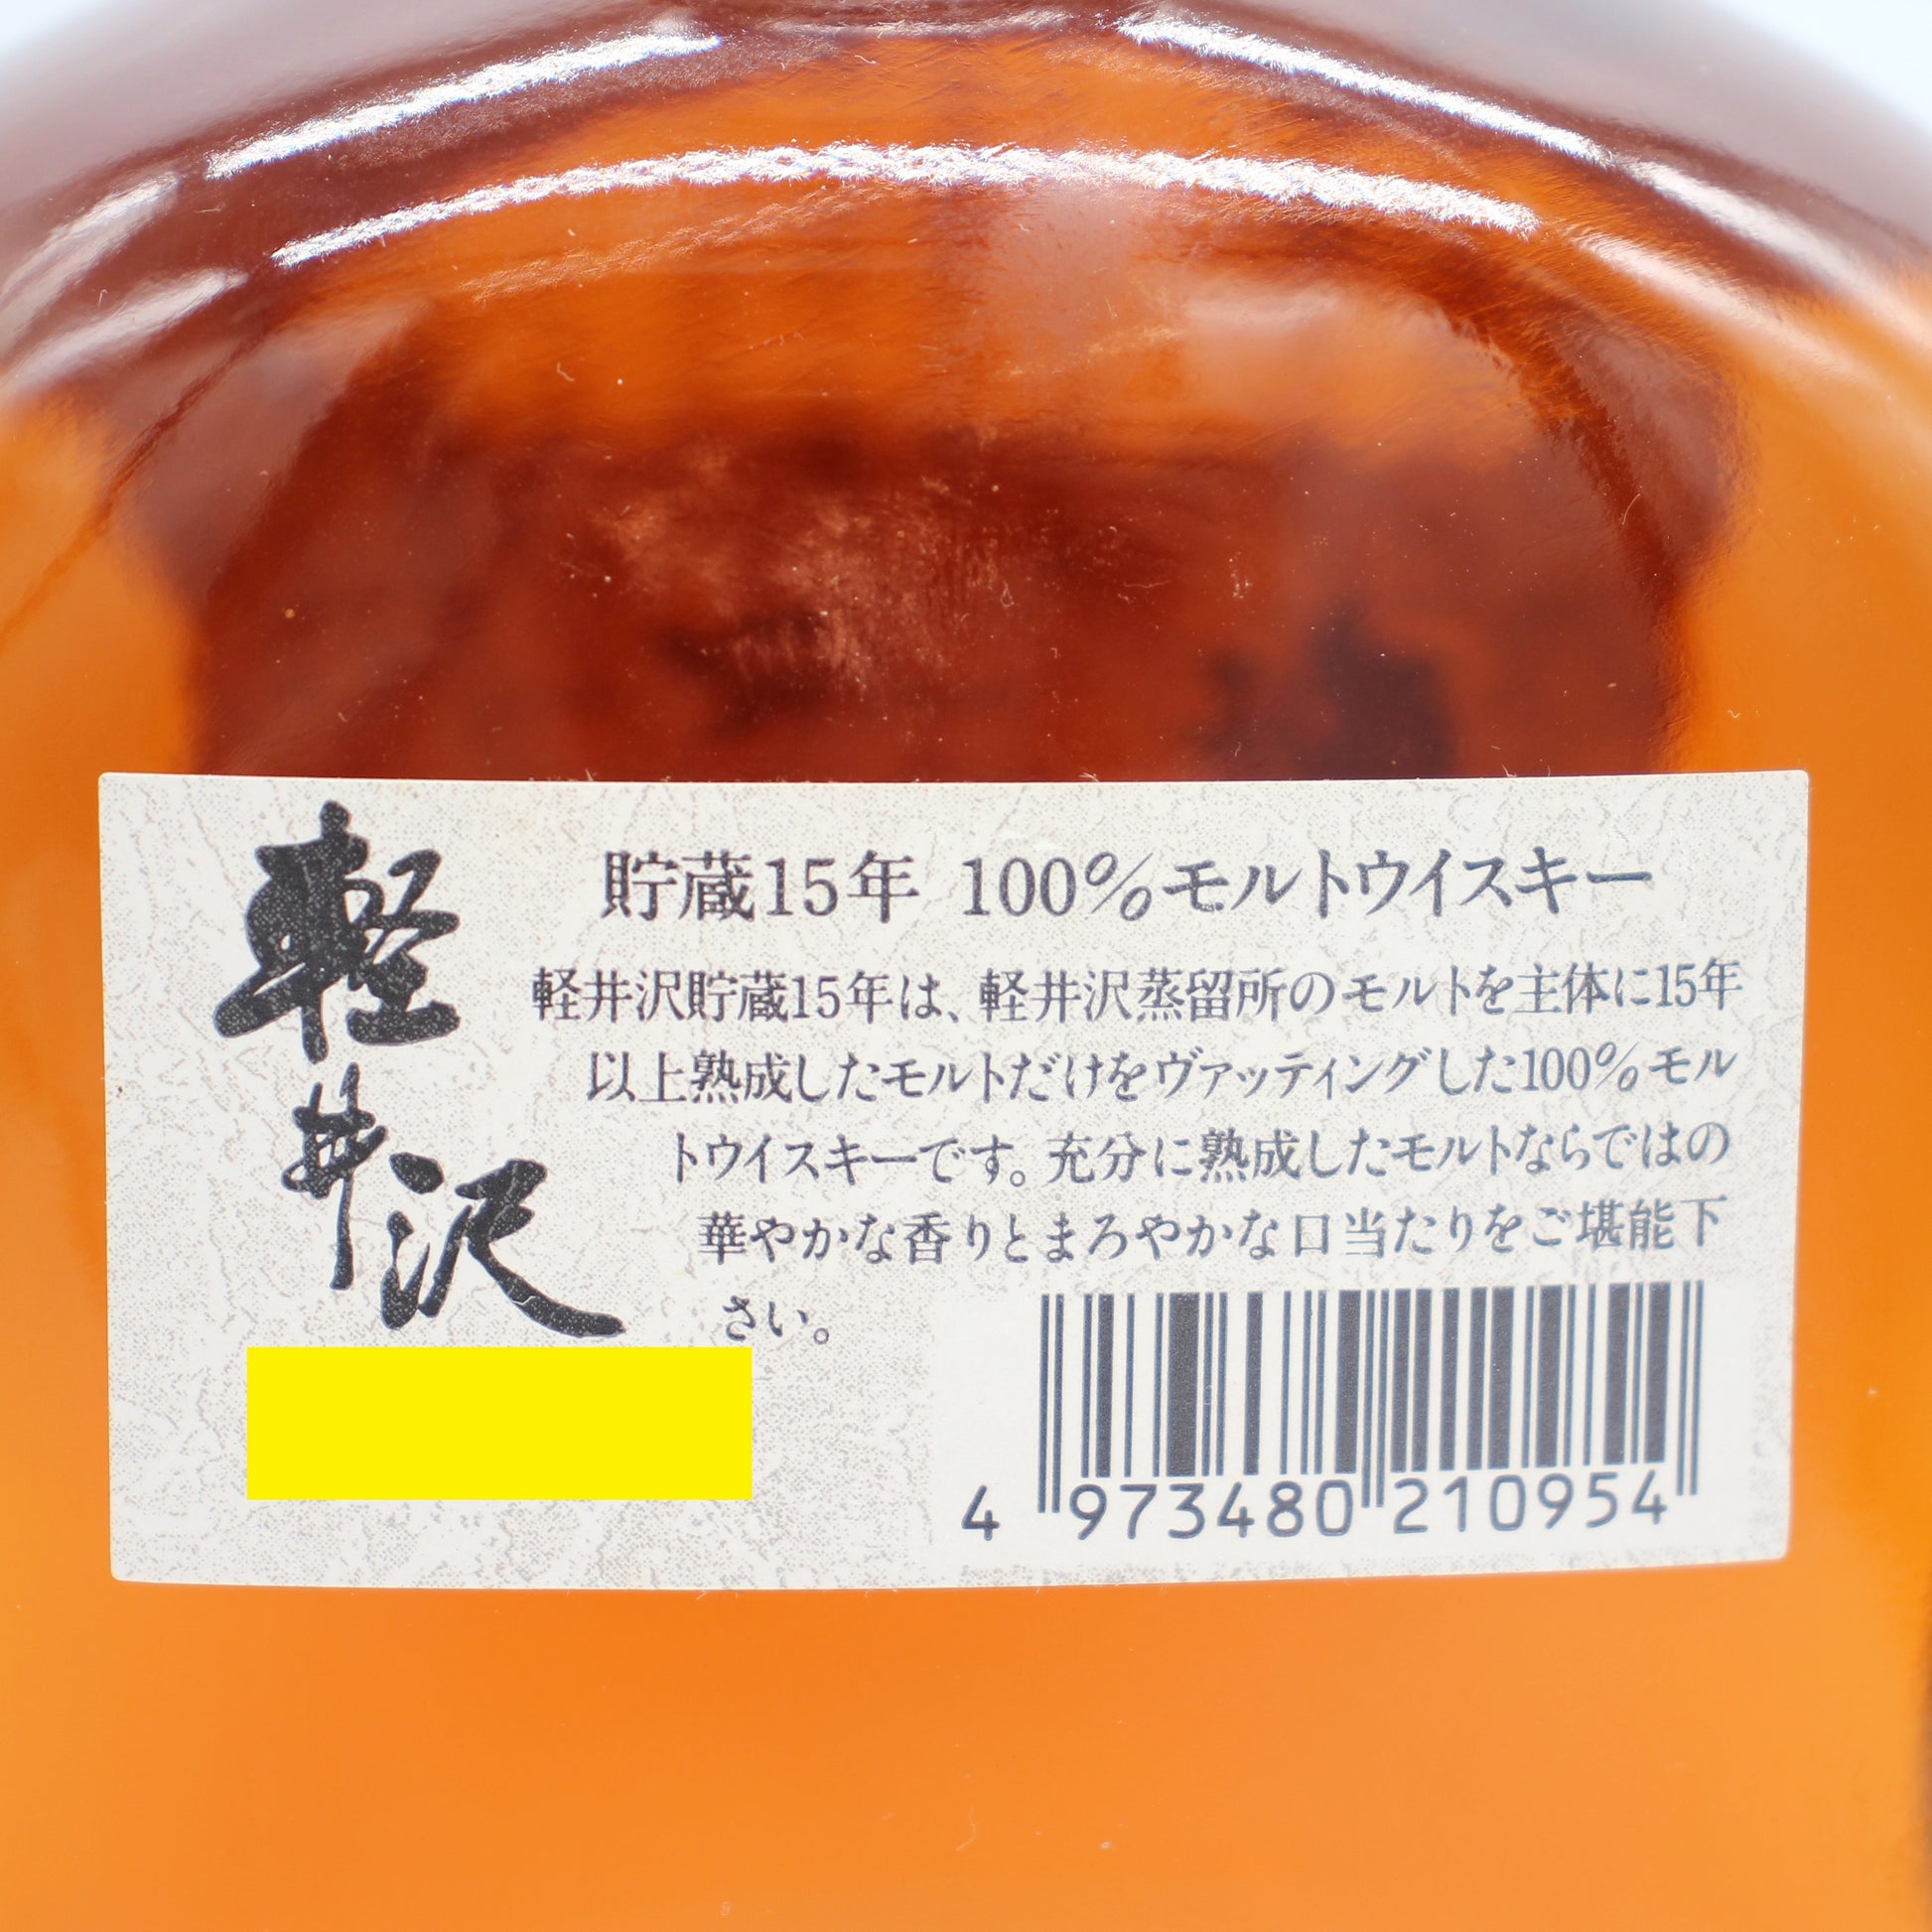 軽井沢
貯蔵15年 100%モルトウイスキー
軽井沢貯蔵15年は、軽井沢蒸留所のモルトを主体に15年
以上熟成したモルトだけをヴァッティングした100%モル
トウイスキーです。充分に熟成したモルトならではの
華やかな香りとまろやかな口当たりをご堪能下
さい。
4 973480 210954